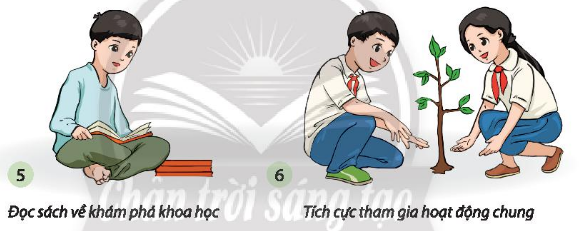 5
Đọc sách về khám phá khoa học
6
Tích cực tham gia hoạt động chung
Chân trời sáng tạo